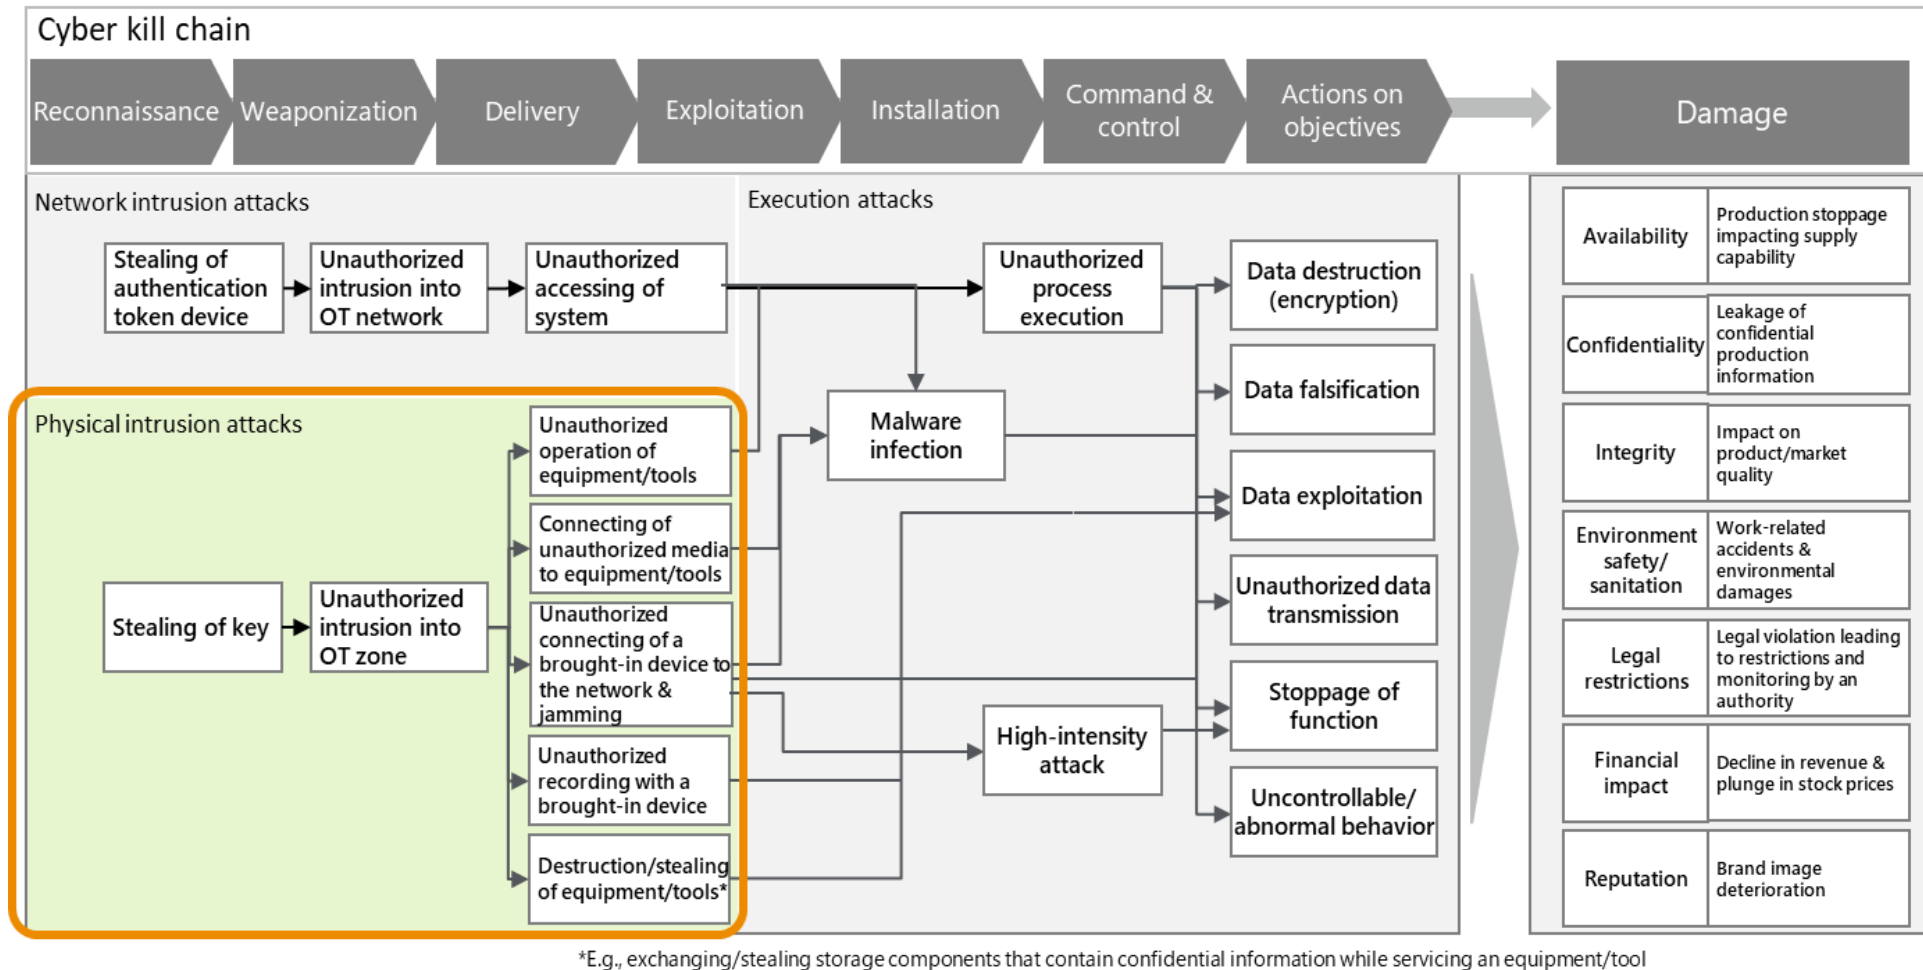 Cyber kill chain
Reconnaissance
Weaponization
Delivery
Exploitation
Installation
Command &
control
Actions on
objectives
Damage
Network intrusion attacks
Stealing of
authentication
token device
Unauthorized
intrusion into
OT network
Unauthorized
accessing of
system
Physical intrusion attacks
Stealing of key
Unauthorized
intrusion into
OT zone
Unauthorized
operation of
equipment/tools
Connecting of
unauthorized media
to equipment/tools
Unauthorized
connecting of a
brought-in device to
the network &
jamming
Unauthorized
recording with a
brought-in device
Destruction/stealing
of equipment/tools*
Execution attacks
Unauthorized
process
execution
Malware
infection
High-intensity
attack
Data destruction
(encryption)
Data falsification
Data exploitation
Unauthorized data
transmission
Stoppage of
function
Uncontrollable/
abnormal behavior
Availability
Production stoppage
impacting supply
capability
Confidentiality
Leakage of
confidential
production
information
Integrity
Impact on
product/market
quality
Environment
safety/
sanitation
Work-related
accidents &
environmental
damages
Legal
restrictions
Legal violation leading
to restrictions and
monitoring by an
authority
Financial
impact
Decline in revenue &
plunge in stock prices
Reputation
Brand image
deterioration
*E.g., exchanging/stealing storage components that contain confidential information while servicing an equipment/tool